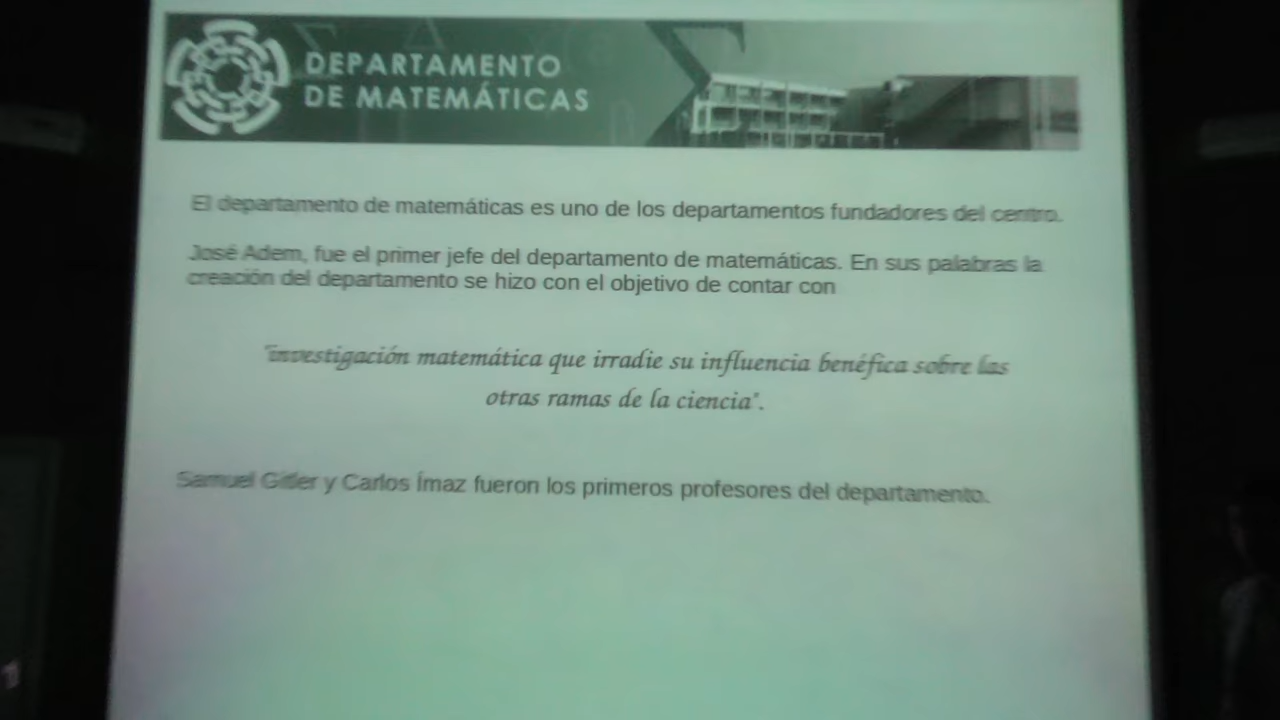 DEPARTAMENTO
DE MATEMÁTICAS
El departamento de matemáticas es uno de los departamentos fundadores del centro.
José Adem, fue el primer jefe del departamento de matemáticas. En sus palabras la
creación del departamento se hizo con el objetivo de contar con
"investigación matemática que irradie su influencia benéfica sobre las
otras ramas de la ciencia".
Samuel Gitler y Carlos Ímaz fueron los primeros profesores del departamento.